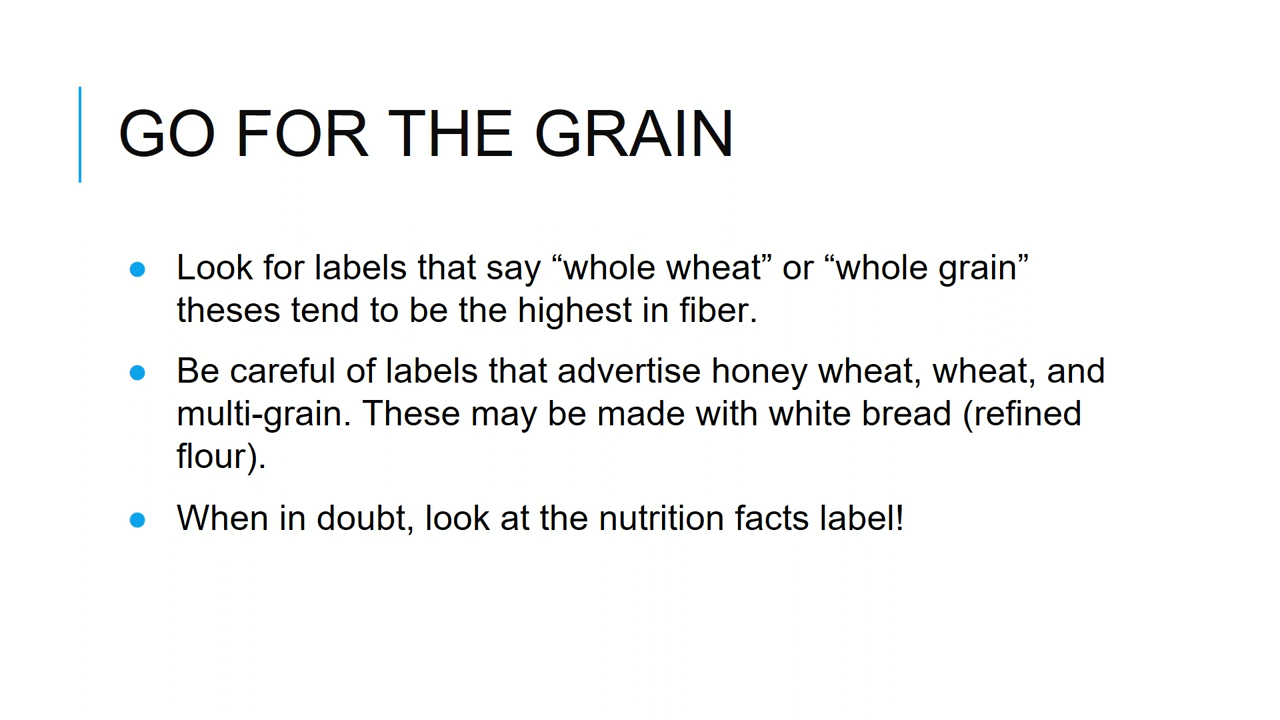 GO FOR THE GRAIN
● Look for labels that say “whole wheat” or “whole grain”
theses tend to be the highest in fiber.
● Be careful of labels that advertise honey wheat, wheat, and
multi-grain. These may be made with white bread (refined
flour).
● When in doubt, look at the nutrition facts label!